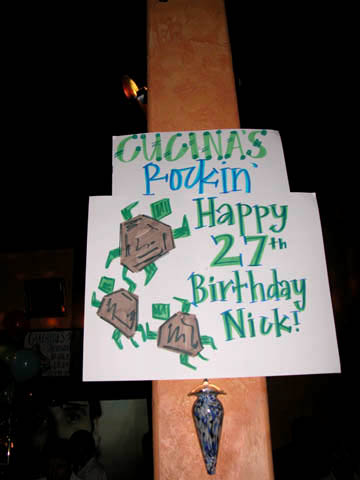 CUCINA'S
Rockin'
Happy
27th
Birthday
Nick!